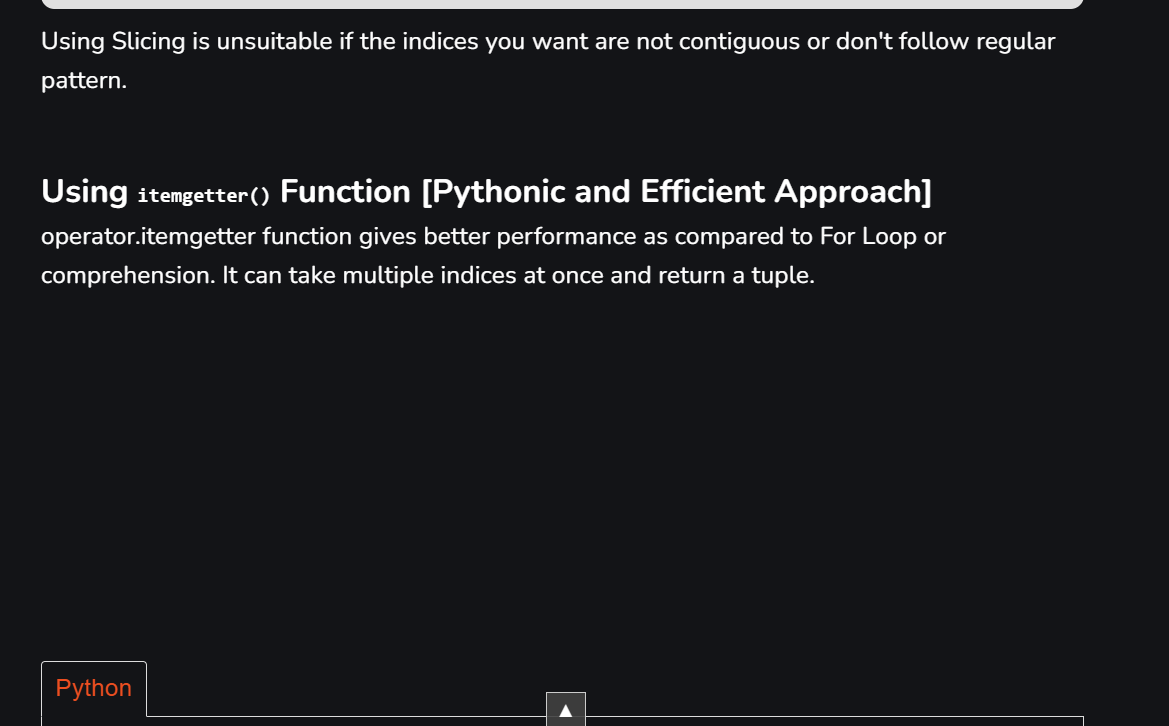 Using Slicing is unsuitable if the indices you want are not contiguous or don't follow regular
pattern.
Using itemgetter() Function [Pythonic and Efficient Approach]
operator.itemgetter function gives better performance as compared to For Loop or
comprehension. It can take multiple indices at once and return a tuple.
Python
▲